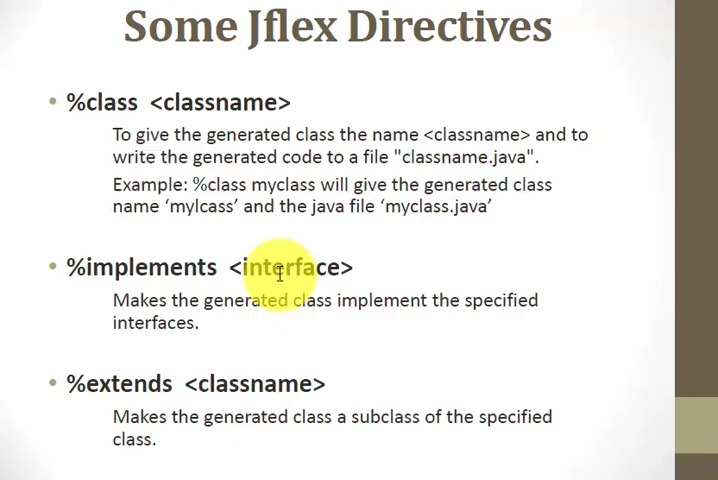 Some Jflex Directives
• %class <classname>
To give the generated class the name <classname> and to
write the generated code to a file "classname.java".
Example: %class myclass will give the generated class
name ‘mylcass’ and the java file ‘myclass.java’
• %implements <interface>
Makes the generated class implement the specified
interfaces.
• %extends <classname>
Makes the generated class a subclass of the specified
class.